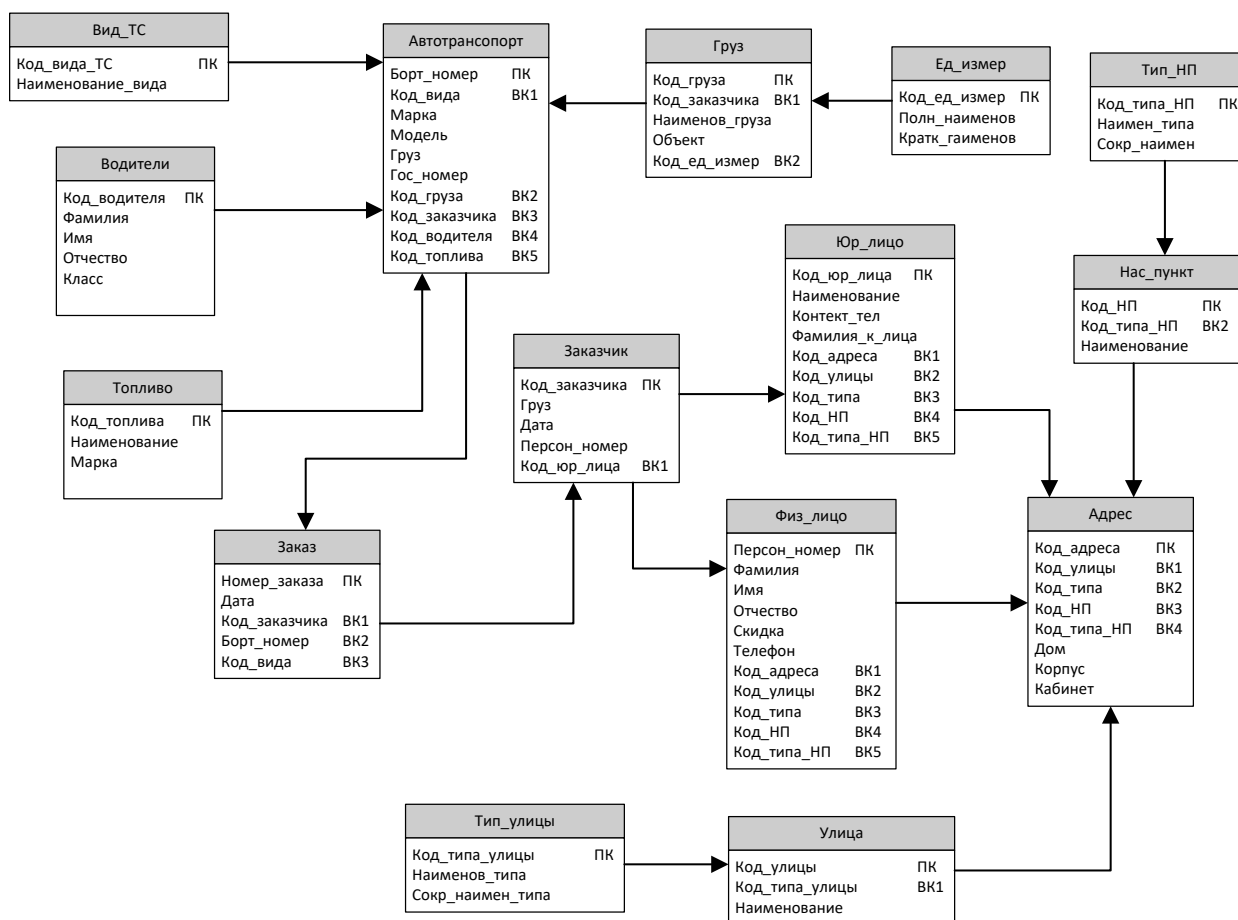 Вид_ТС
Код_вида_ТС ПК
Наименование_вида
Автотрансопорт
Борт_номер ПК
Код_вида ВК1
Марка
Модель
Груз
Гос_номер
Код_груза ВК2
Код_заказчика ВК3
Код_водителя ВК4
Код_топлива ВК5
Груз
Код_груза ПК
Код_заказчика ВК1
Наименов_груза
Объект
Код_ед_измер ВК2
Ед_измер
Код_ед_измер ПК
Полн_наименов
Кратк_гаименов
Тип_НП
Код_типа_НП ПК
Наимен_типа
Сокр_наимен
Водители
Код_водителя ПК
Фамилия
Имя
Отчество
Класс
Юр_лицо
Код_юр_лица ПК
Наименование
Контект_тел
Фамилия_к_лица
Код_адреса ВК1
Код_улицы ВК2
Код_типа ВК3
Код_НП ВК4
Код_типа_НП ВК5
Нас_пункт
Код_НП ПК
Код_типа_НП ВК2
Наименование
Заказчик
Код_заказчика ПК
Груз
Дата
Персон_номер
Код_юр_лица ВК1
Топливо
Код_топлива ПК
Наименование
Марка
Заказ
Номер_заказа ПК
Дата
Код_заказчика ВК1
Борт_номер ВК2
Код_вида ВК3
Физ_лицо
Персон_номер ПК
Фамилия
Имя
Отчество
Скидка
Телефон
Код_адреса ВК1
Код_улицы ВК2
Код_типа ВК3
Код_НП ВК4
Код_типа_НП ВК5
Адрес
Код_адреса ПК
Код_улицы ВК1
Код_типа ВК2
Код_НП ВК3
Код_типа_НП ВК4
Дом
Корпус
Кабинет
Тип_улицы
Код_типа_улицы ПК
Наименов_типа
Сокр_наимен_типа
Улица
Код_улицы ПК
Код_типа_улицы ВК1
Наименование